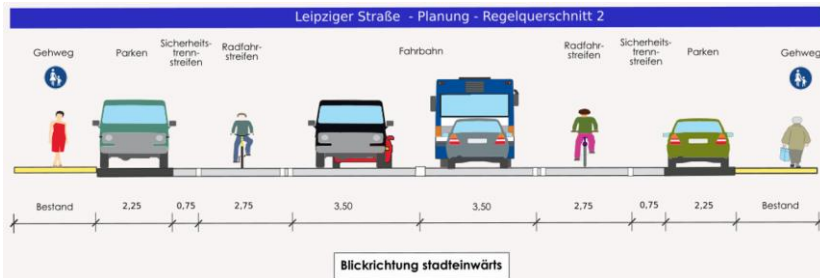 Leipziger Straße - Planung - Regelquerschnitt 2
Gehweg
Parken
Sicherheits-
trenn-
streifen
Radfahr-
streifen
Fahrbahn
Radfahr-
streifen
Sicherheits-
trenn-
streifen
Parken
Gehweg
Bestand 2,25 0,75 2,75 3,50 3,50 2,75 0,75 2,25 Bestand
Blickrichtung stadteinwärts